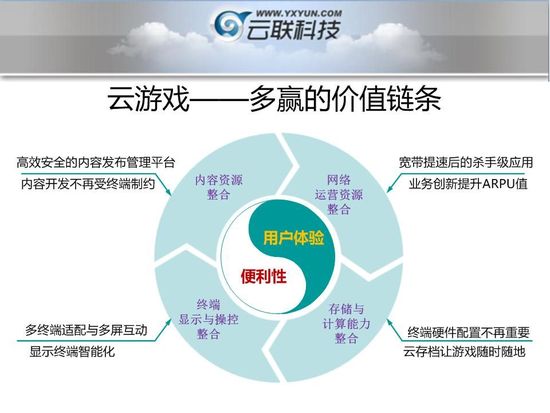 WWW.YXYUN.COM
云联科技
云游戏——多赢的价值链条
高效安全的内容发布管理平台
内容开发不再受终端制约
内容资源
整合
网络
运营资源
整合
宽带提速后的杀手级应用
业务创新提升ARPU值
用户体验
便利性
多终端适配与多屏互动
显示终端智能化
终端
显示与操控
整合
存储与
计算能力
整合
终端硬件配置不再重要
云存档让游戏随时随地